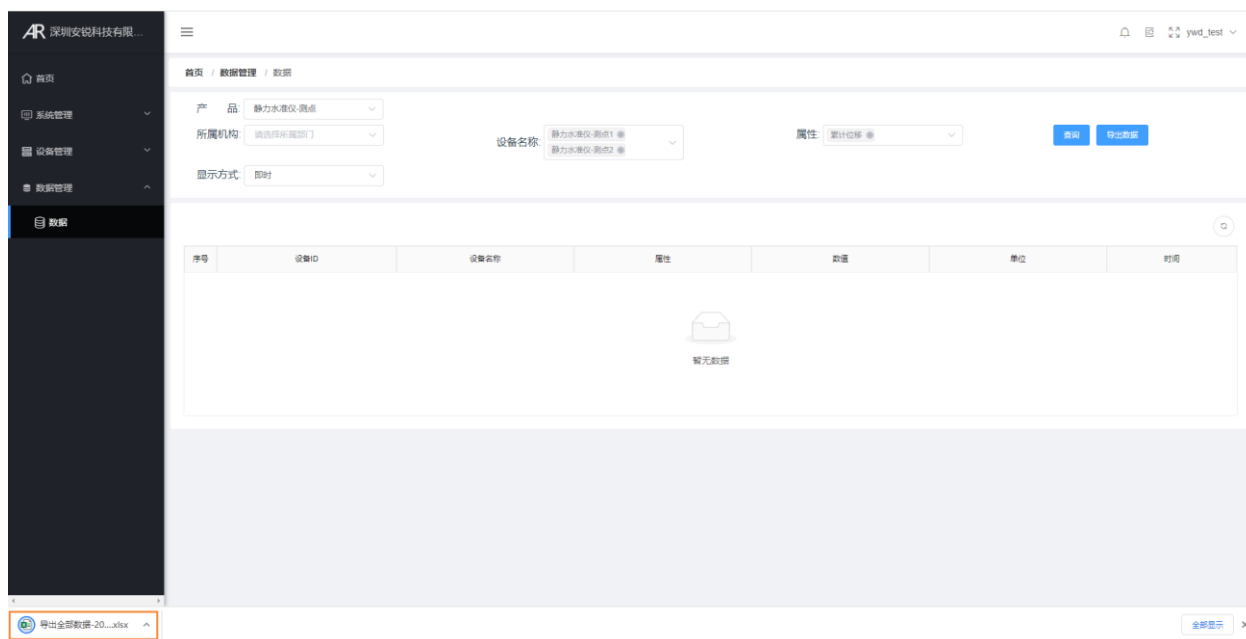 AR 深圳安锐科技有限...
ywd_test
首页
系统管理
设备管理
数据管理
数据
首页 / 数据管理 / 数据
产 品: 静力水准仪-测点
所属机构: 请选择所属部门
设备名称: 静力水准仪-测点1
静力水准仪-测点2
属性: 累计位移
查询
导出数据
显示方式: 即时
序号 设备ID 设备名称 属性 数值 单位 时间
暂无数据
导出全部数据-20....xlsx
全部显示